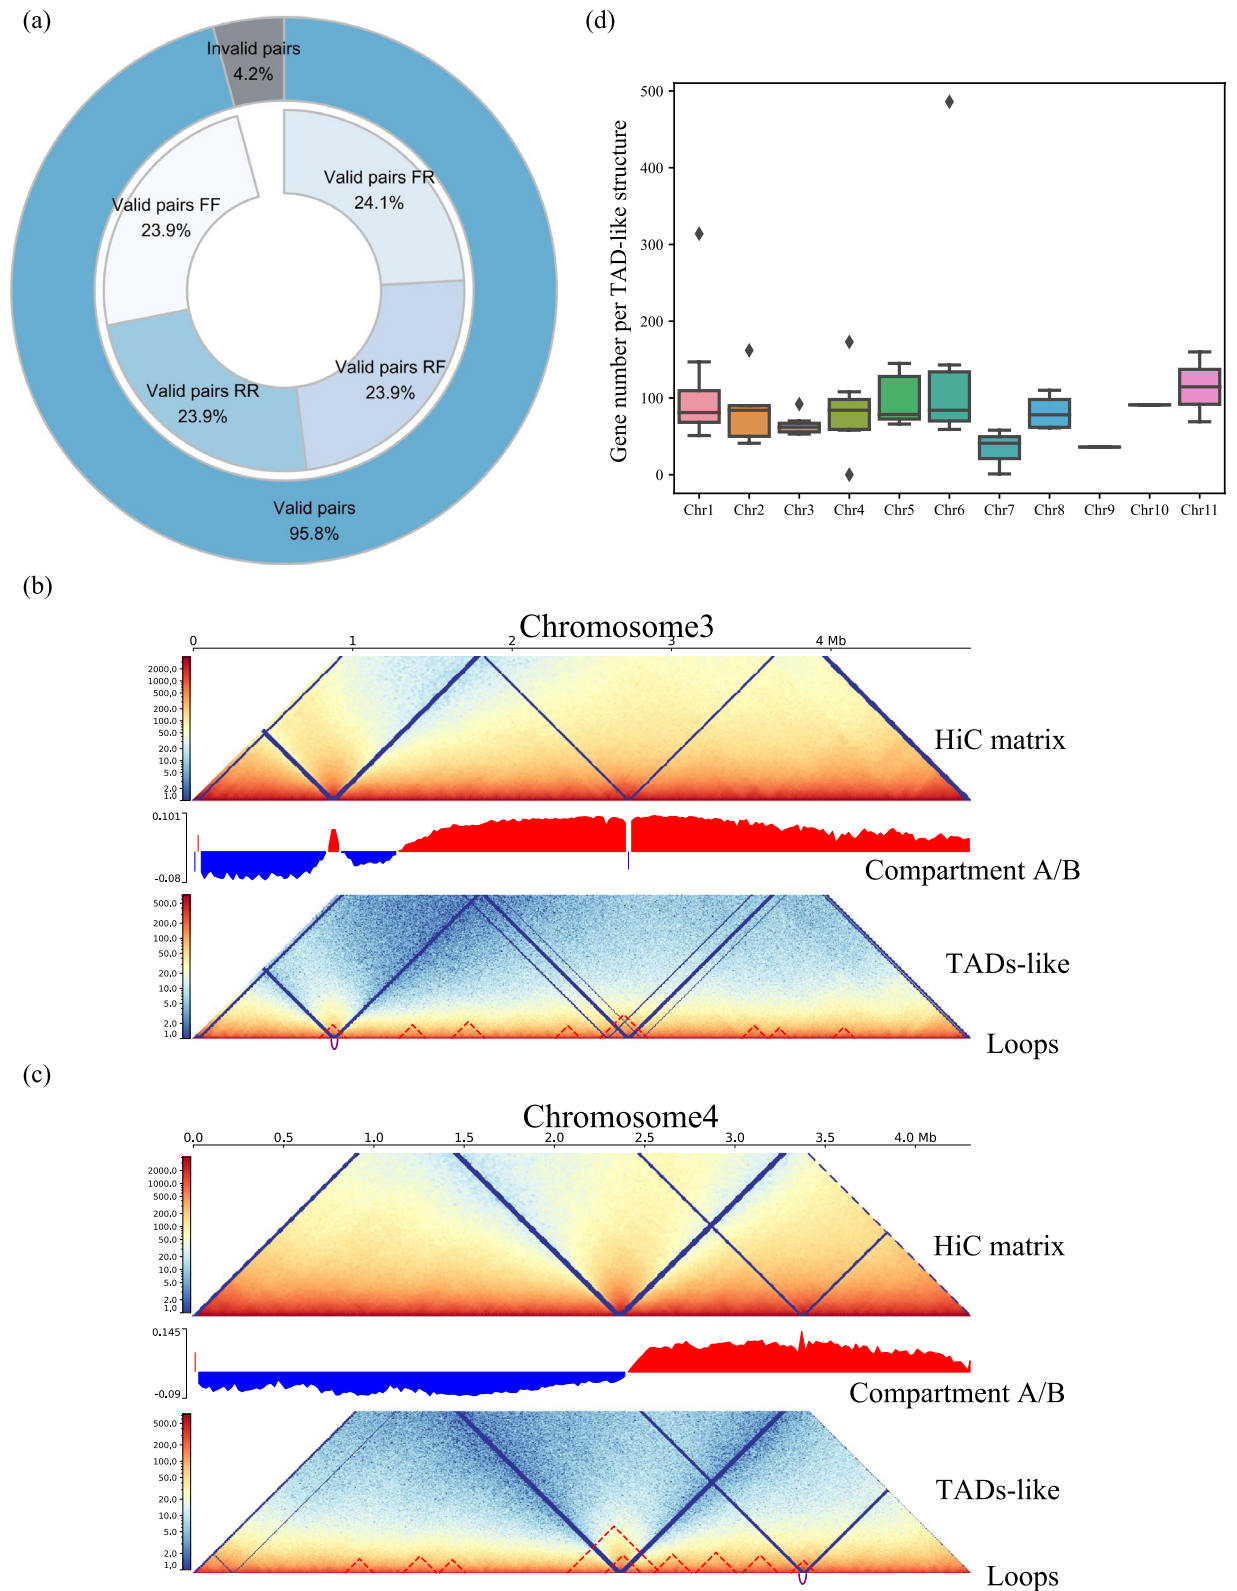 (a)
Invalid pairs
4.2%
Valid pairs FR
24.1%
Valid pairs FF
23.9%
Valid pairs RF
23.9%
Valid pairs RR
23.9%
Valid pairs
95.8%
(d)
Gene number per TAD-like structure
500
400
300
200
100
0
Chr1 Chr2 Chr3 Chr4 Chr5 Chr6 Chr7 Chr8 Chr9 Chr10 Chr11
(b)
Chromosome3
0 1 2 3 4 Mb
2000.0
1000.0
500.0
200.0
100.0
50.0
20.0
10.0
5.0
2.0
1.0
HiC matrix
0.101
-0.08
Compartment A/B
500.0
200.0
100.0
50.0
20.0
10.0
5.0
2.0
1.0
TADs-like
Loops
(c)
Chromosome4
0.0 0.5 1.0 1.5 2.0 2.5 3.0 3.5 4.0 Mb
2000.0
1000.0
500.0
200.0
100.0
50.0
20.0
10.0
5.0
2.0
1.0
HiC matrix
0.145
-0.09
Compartment A/B
500.0
200.0
100.0
50.0
20.0
10.0
5.0
2.0
1.0
TADs-like
Loops